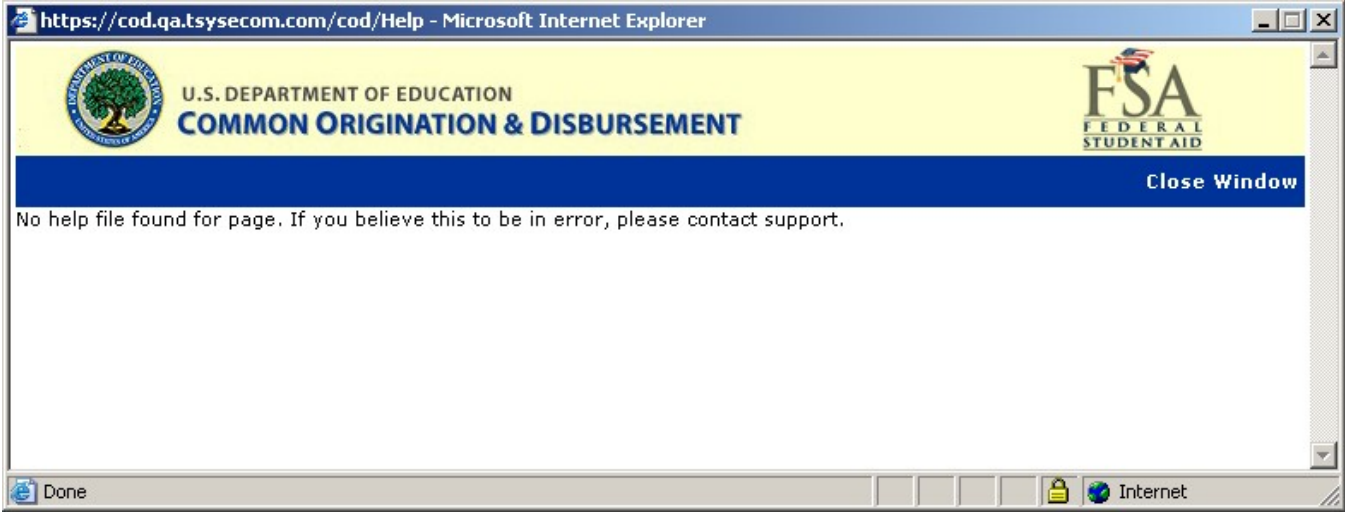 https://cod.qa.tsysecom.com/cod/Help - Microsoft Internet Explorer
U.S. DEPARTMENT OF EDUCATION
COMMON ORIGINATION & DISBURSEMENT
FSA
FEDERAL
STUDENT AID
Close Window
No help file found for page. If you believe this to be in error, please contact support.
Done
Internet